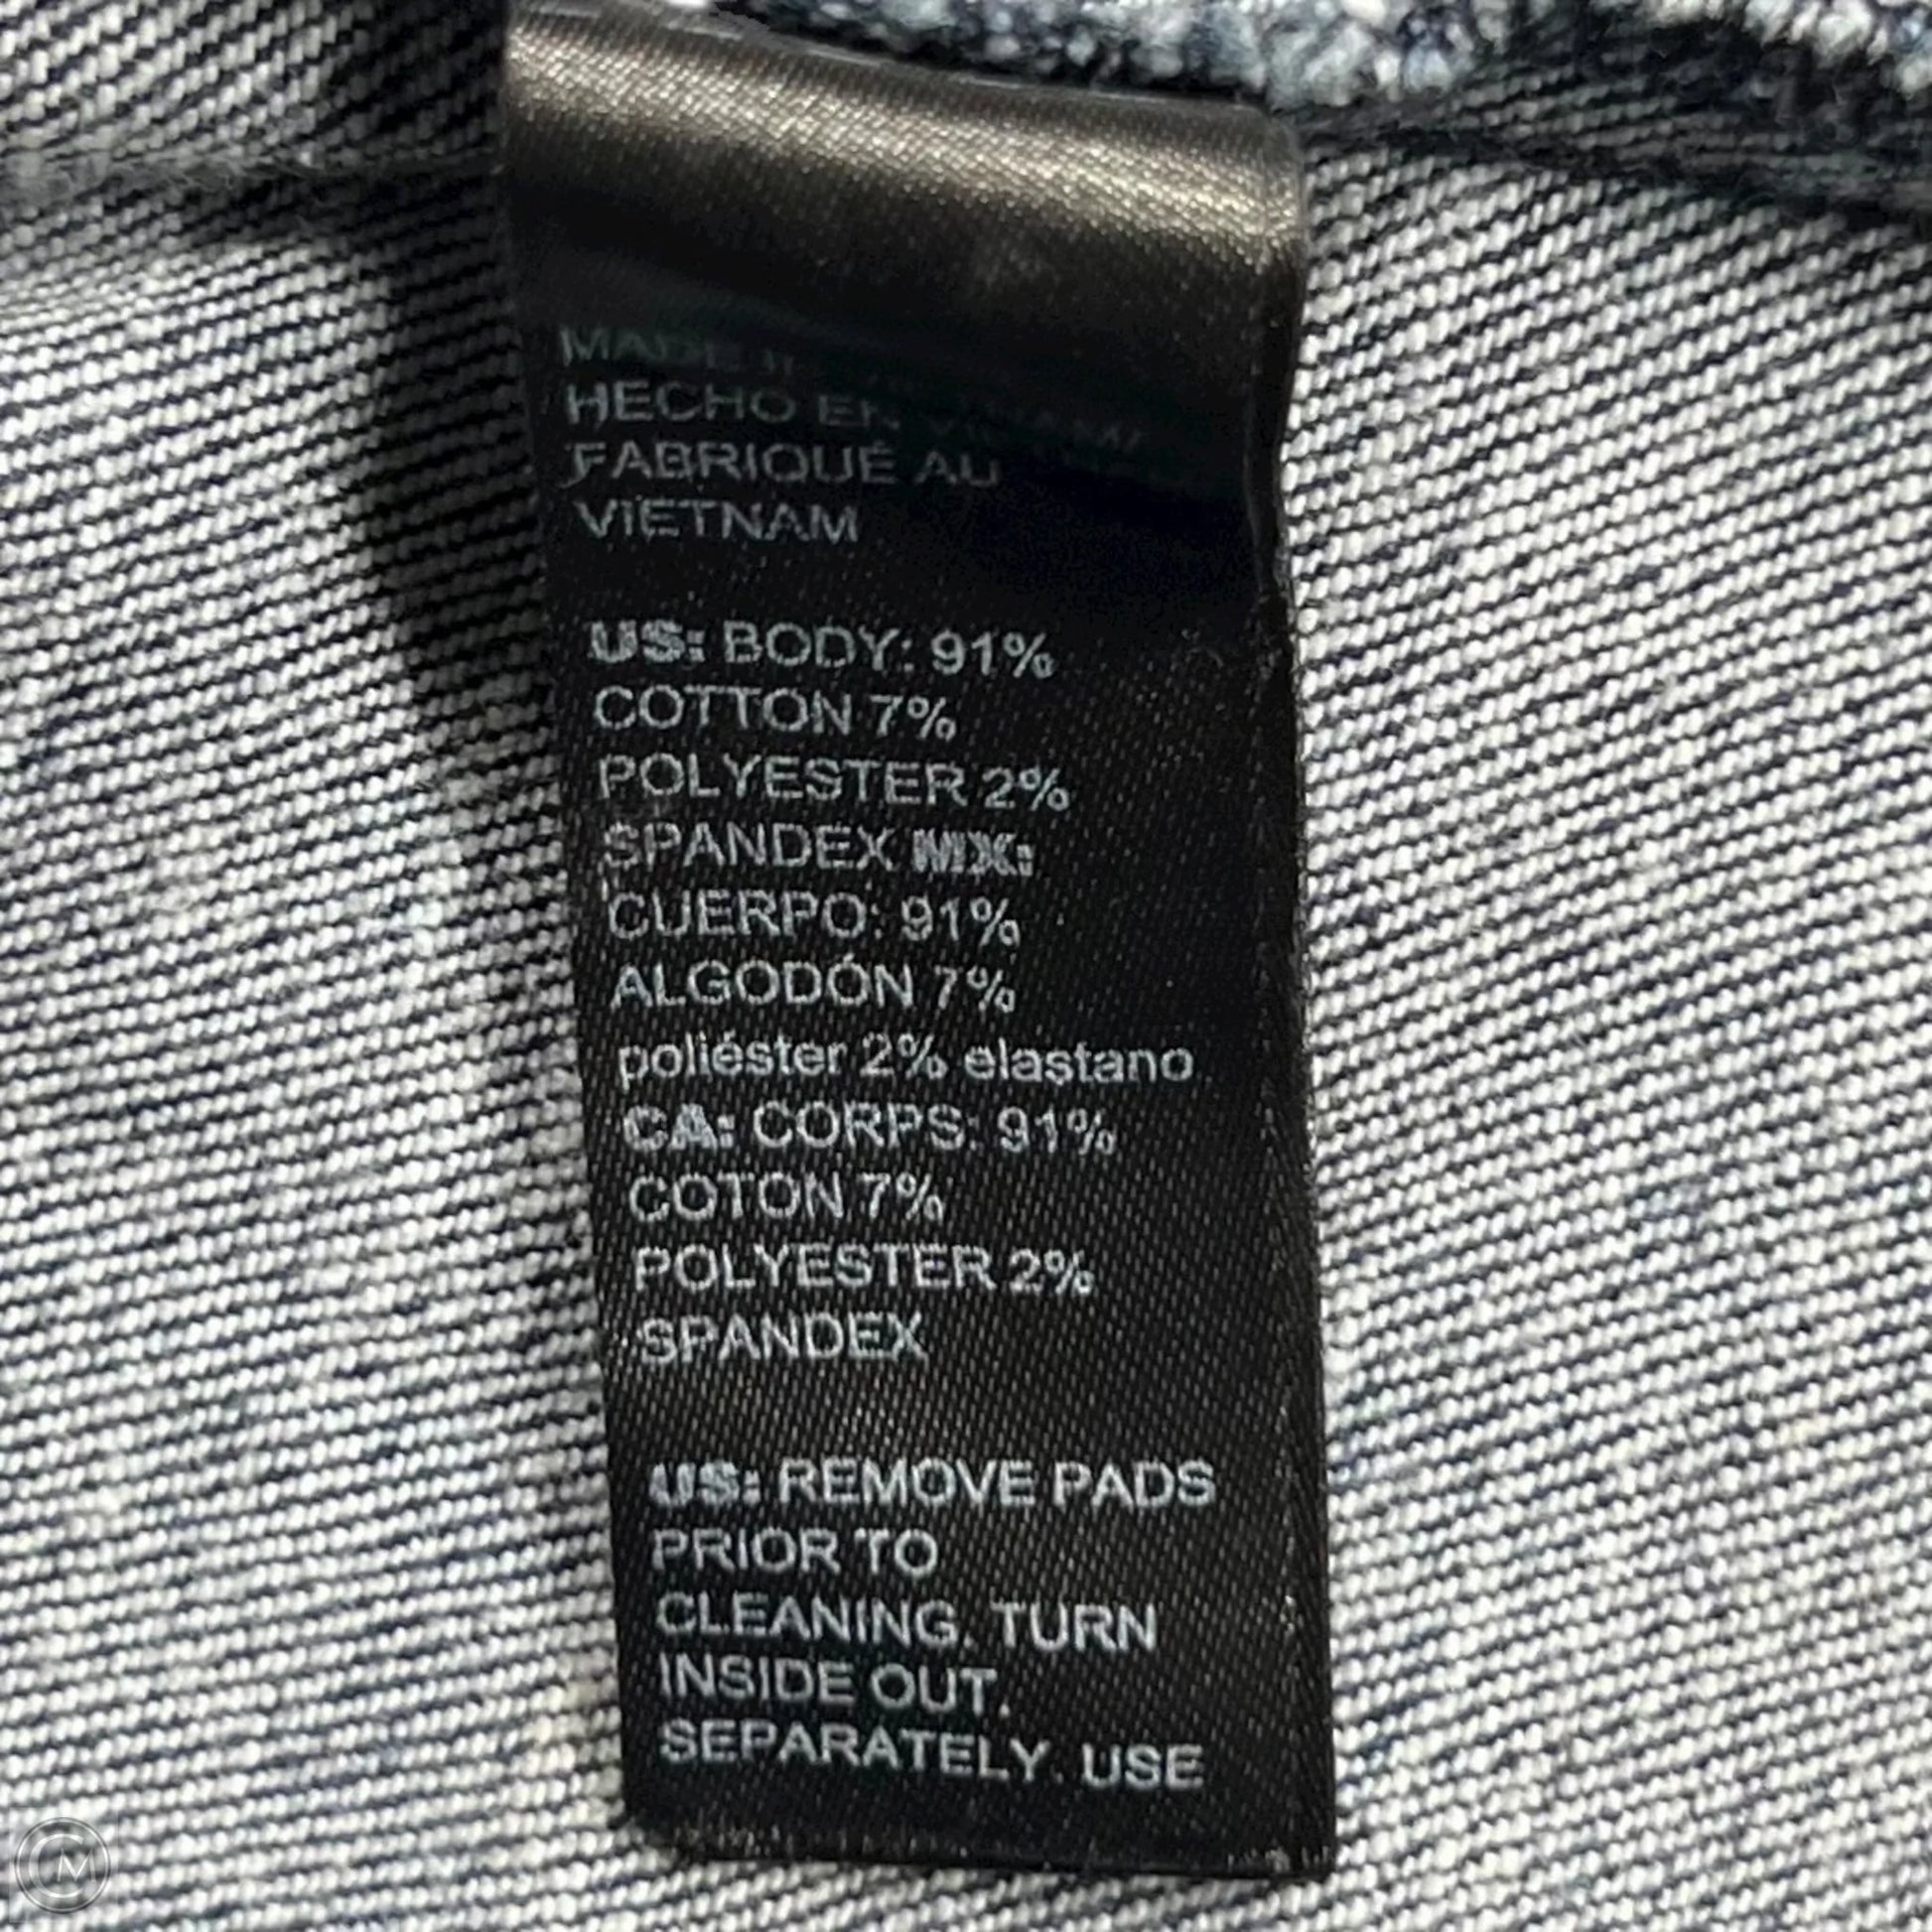 MADE IN
HECHO EN
FABRIQUÉ AU
VIETNAM
US: BODY: 91%
COTTON 7%
POLYESTER 2%
SPANDEX MX:
CUERPO: 91%
ALGODÓN 7%
poliéster 2% elastano
CA: CORPS: 91%
COTON 7%
POLYESTER 2%
SPANDEX
US: REMOVE PADS
PRIOR TO
CLEANING. TURN
INSIDE OUT.
SEPARATELY. USE